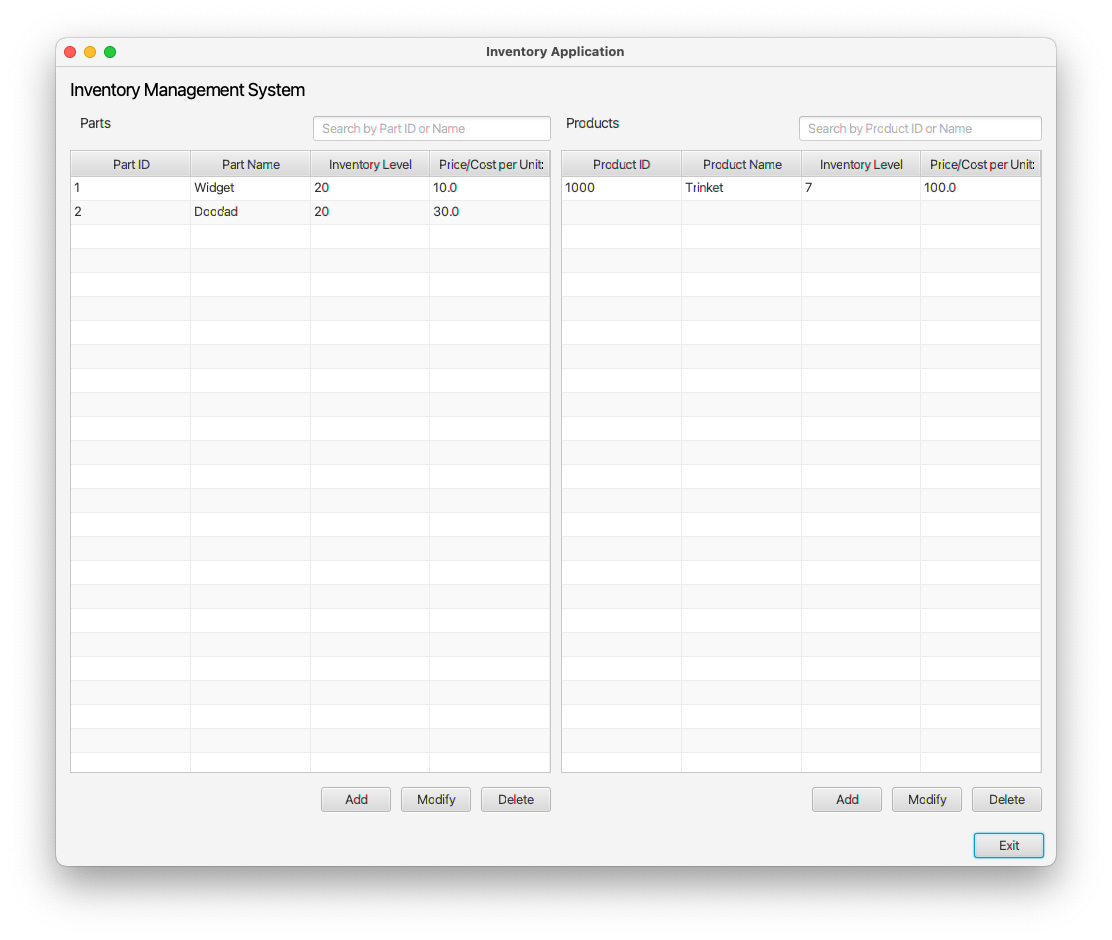 Inventory Application
Inventory Management System
Parts
Search by Part ID or Name
Products
Search by Product ID or Name
Part ID Part Name Inventory Level Price/Cost per Unit:
1 Widget 20 10.0
2 Doodad 20 30.0
Product ID Product Name Inventory Level Price/Cost per Unit:
1000 Trinket 7 100.0
Add Modify Delete
Add Modify Delete
Exit